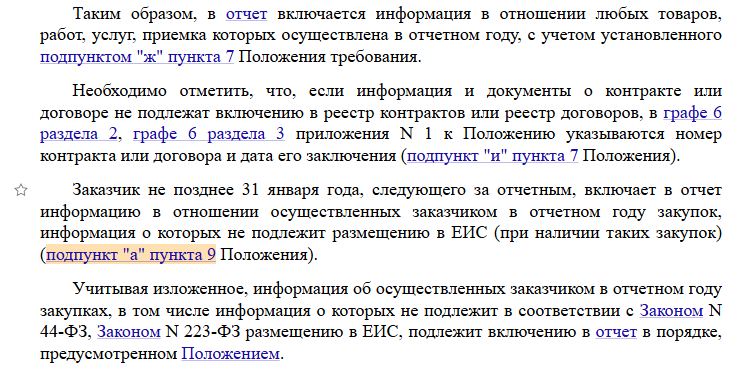 Таким образом, в отчет включается информация в отношении любых товаров,
работ, услуг, приемка которых осуществлена в отчетном году, с учетом установленного
подпунктом "ж" пункта 7 Положения требования.
Необходимо отметить, что, если информация и документы о контракте или
договоре не подлежат включению в реестр контрактов или реестр договоров, в графе 6
раздела 2, графе 6 раздела 3 приложения N 1 к Положению указываются номер
контракта или договора и дата его заключения (подпункт "и" пункта 7 Положения).
Заказчик не позднее 31 января года, следующего за отчетным, включает в отчет
информацию в отношении осуществленных заказчиком в отчетном году закупок,
информация о которых не подлежит размещению в ЕИС (при наличии таких закупок)
(подпункт "а" пункта 9 Положения).
Учитывая изложенное, информация об осуществленных заказчиком в отчетном году
закупках, в том числе информация о которых не подлежит в соответствии с Законом N
44-ФЗ, Законом N 223-ФЗ размещению в ЕИС, подлежит включению в отчет в порядке,
предусмотренном Положением.